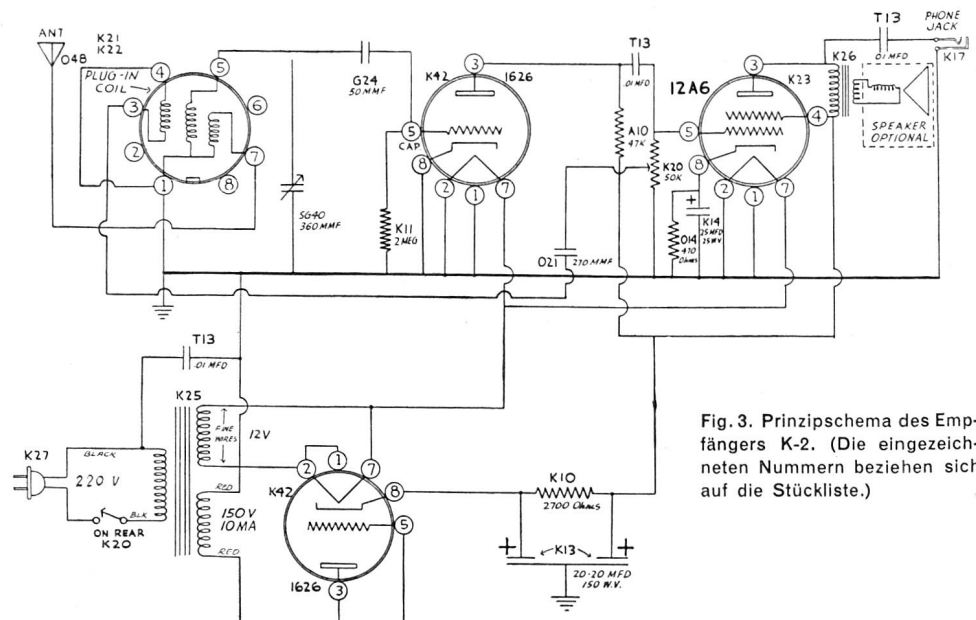 ANT
048
K21
K22
PLUG-IN
COIL
4
5
3
6
2
7
1
8
G24
50 MMF
SG40
360 MMF
K42
1626
3
5
CAP
8
2
1
7
K11
2 MEG
T13
.01 MFD
A10
47K
K20
50K
O21
270 MMF
12A6
K23
3
5
4
8
2
1
7
+
K14
25 MFD
25 W.V.
O14
470
Ohms
K26
T13
.01 MFD
PHONE
JACK
K17
SPEAKER
OPTIONAL
T13
.01 MFD
K25
K27
BLACK
220 V
BLK
ON REAR
K20
FINE
WIRES
12V
RED
150V
10MA
RED
K42
1
2
7
8
5
3
1626
K10
2700 Ohms
+
K13
+
20-20 MFD
150 W.V.
Fig. 3. Prinzipschema des Emp-
fängers K-2. (Die eingezeich-
neten Nummern beziehen sich
auf die Stückliste.)